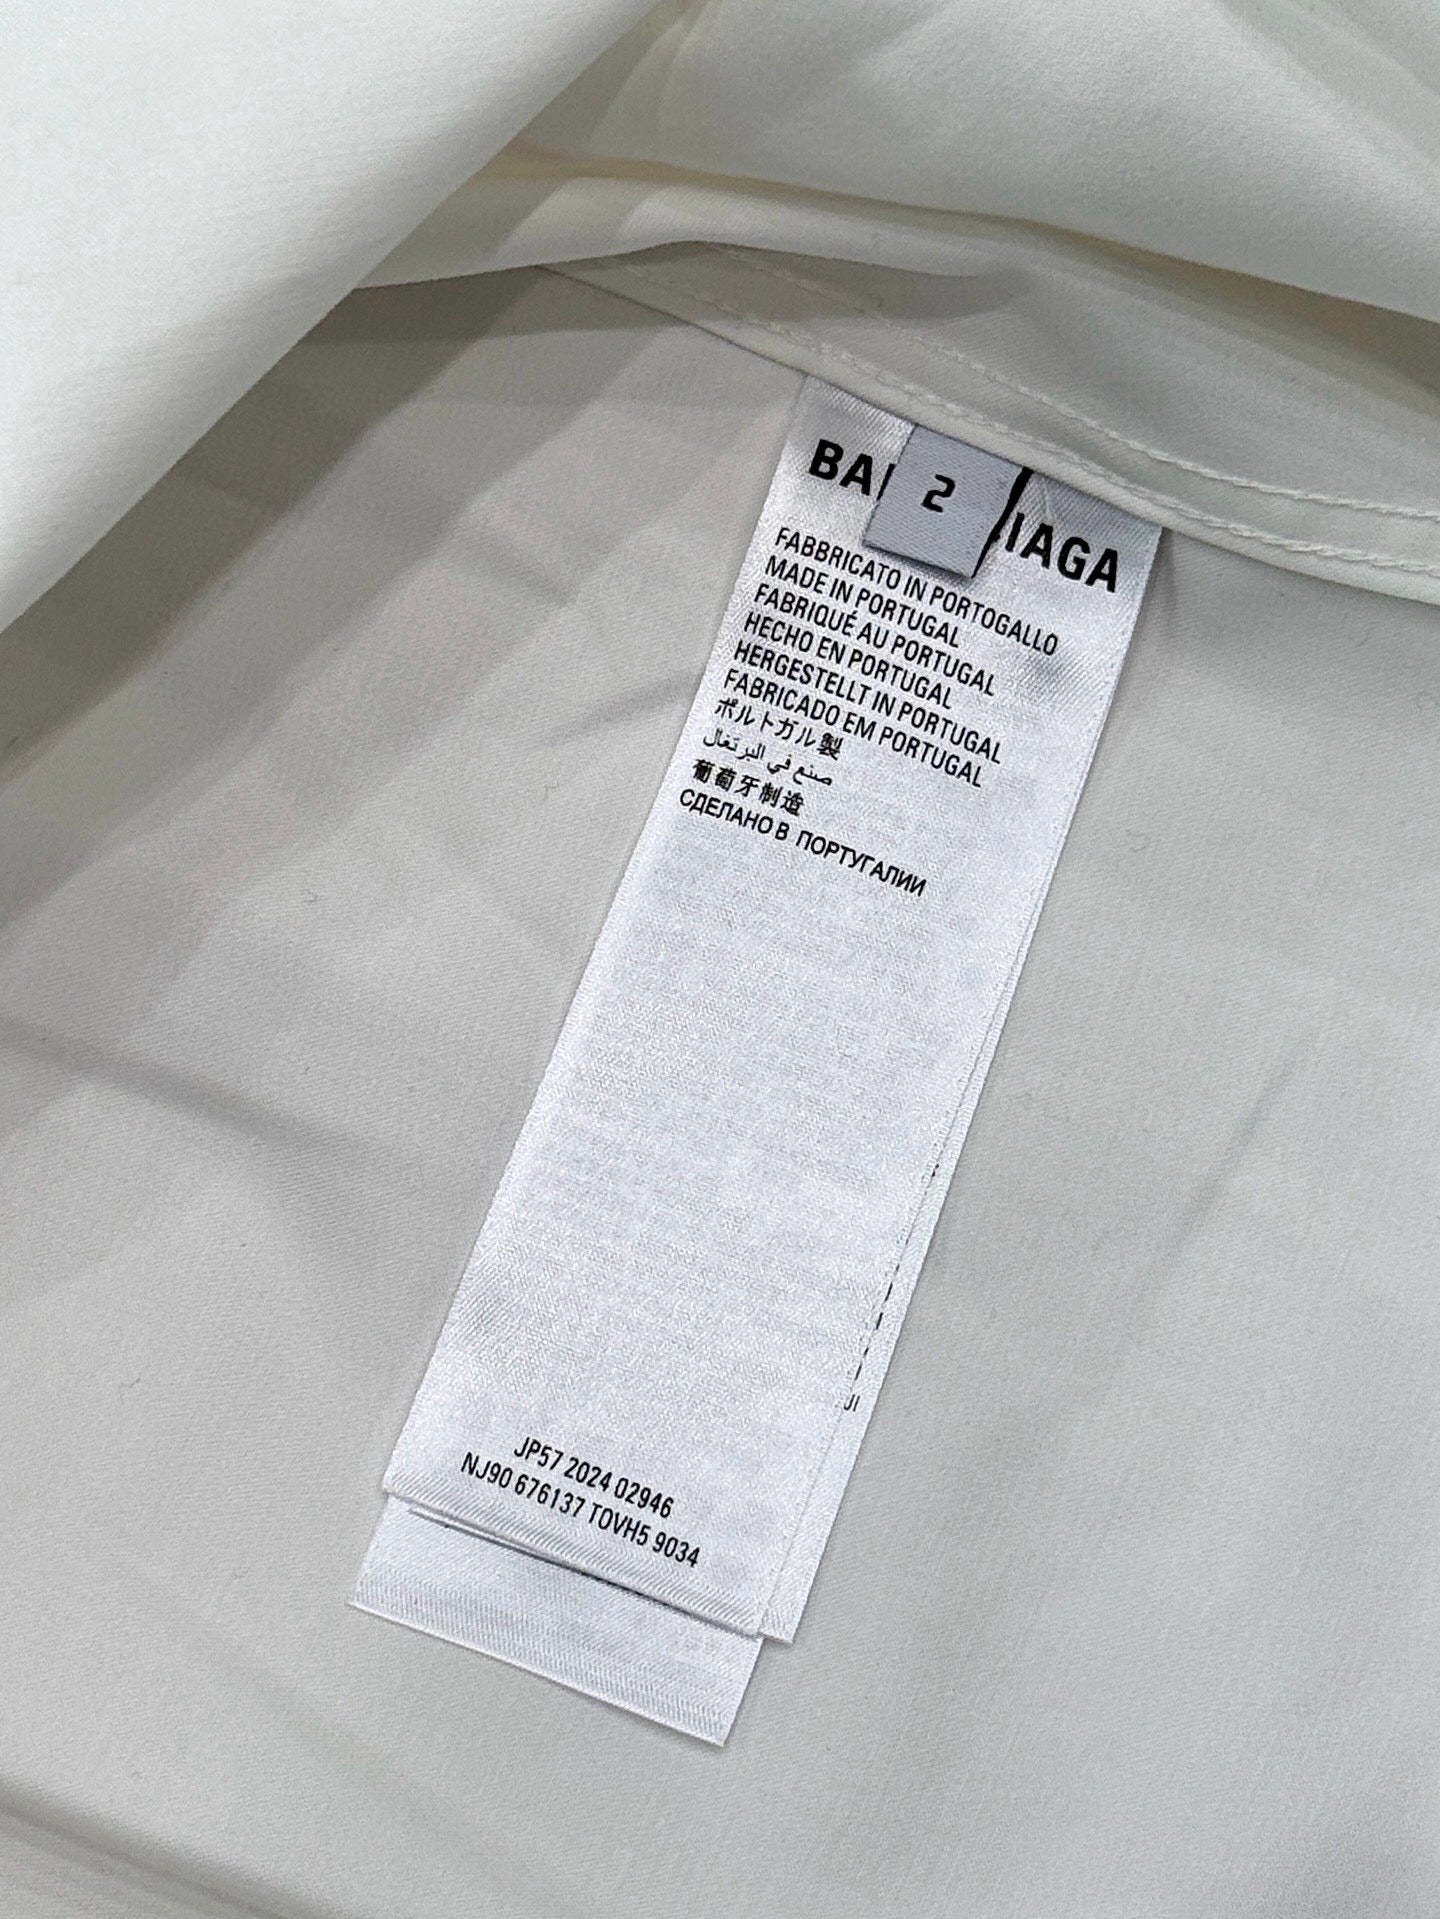 BA IAGA
2
FABBRICATO IN PORTOGALLO
MADE IN PORTUGAL
FABRIQUÉ AU PORTUGAL
HECHO EN PORTUGAL
HERGESTELLT IN PORTUGAL
FABRICADO EM PORTUGAL
ポルトガル製
صنع في البرتغال
葡萄牙制造
СДЕЛАНО В ПОРТУГАЛИИ
JP57 2024 02946
NJ90 676137 TOVH5 9034